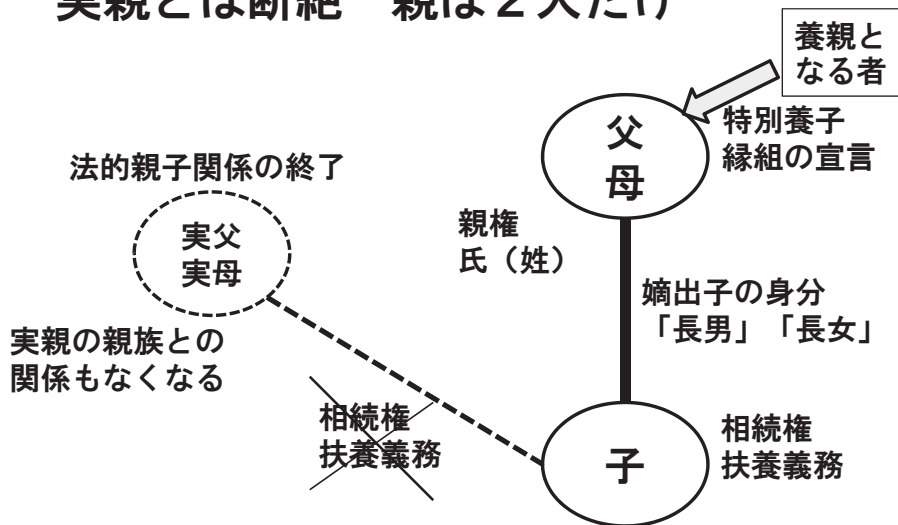 実親とは断絶 親は2人だけ
養親と
なる者
父
母
特別養子
縁組の宣言
法的親子関係の終了
実父
実母
親権
氏（姓）
嫡出子の身分
「長男」「長女」
実親の親族との
関係もなくなる
相続権
扶養義務
子
相続権
扶養義務